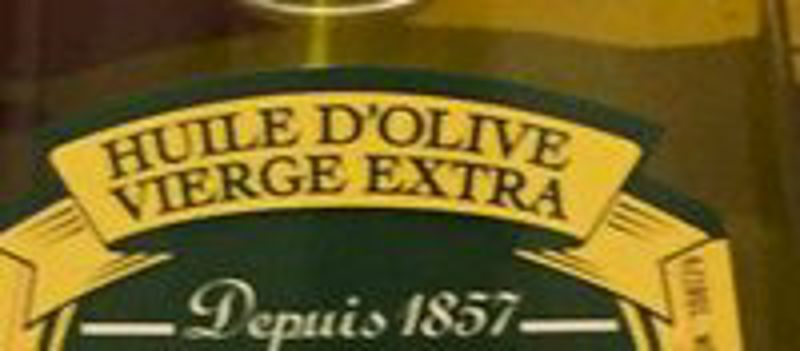 HUILE D'OLIVE
VIERGE EXTRA
Depuis 1857